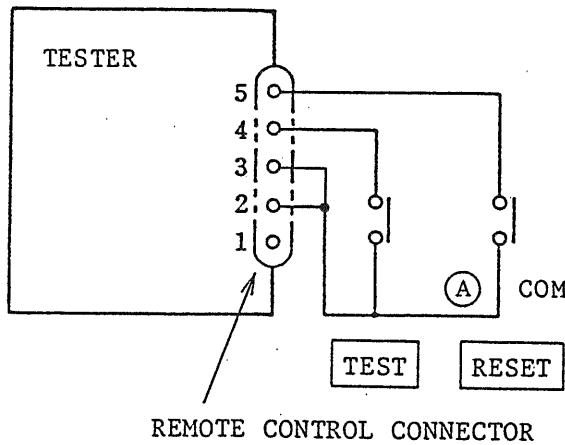 TESTER
5
4
3
2
1
A COM
TEST RESET
REMOTE CONTROL CONNECTOR